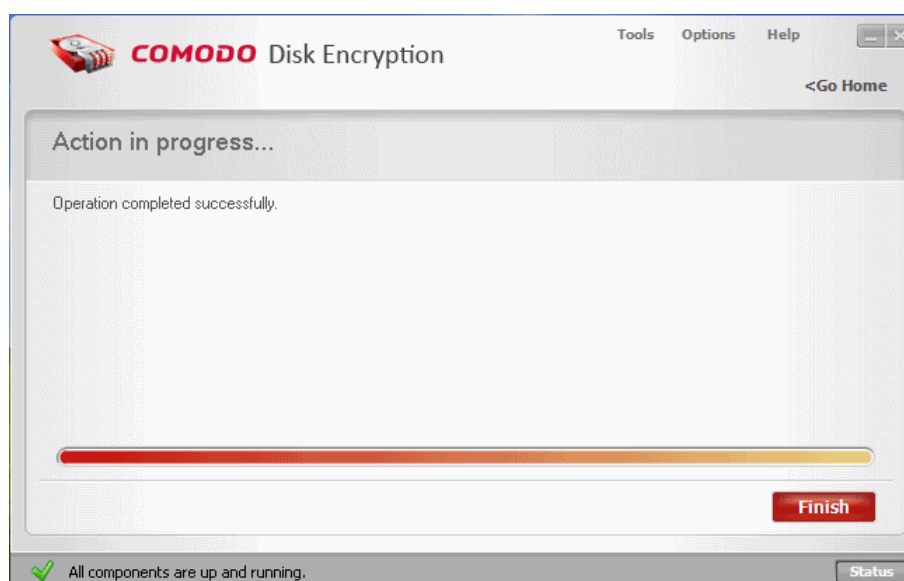 COMODO Disk Encryption
Tools Options Help
<Go Home
Action in progress...
Operation completed successfully.
Finish
All components are up and running.
Status